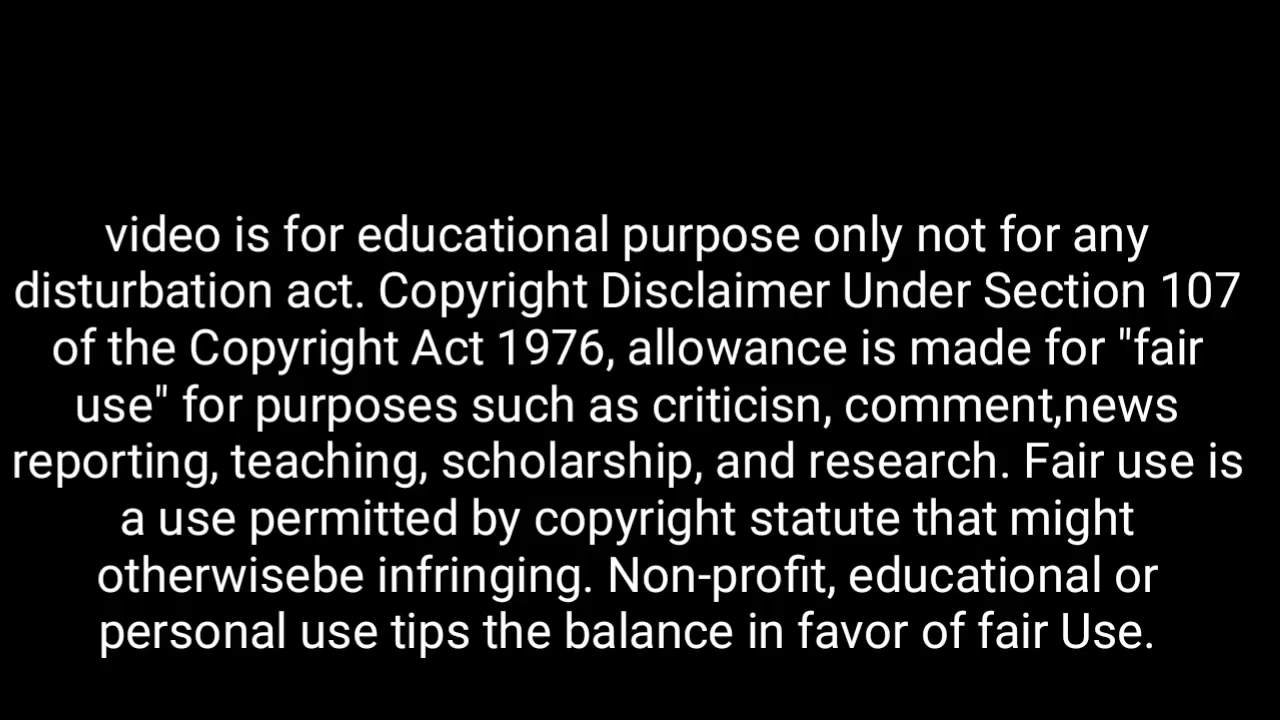 video is for educational purpose only not for any
disturbation act. Copyright Disclaimer Under Section 107
of the Copyright Act 1976, allowance is made for "fair
use" for purposes such as criticisn, comment,news
reporting, teaching, scholarship, and research. Fair use is
a use permitted by copyright statute that might
otherwisebe infringing. Non-profit, educational or
personal use tips the balance in favor of fair Use.